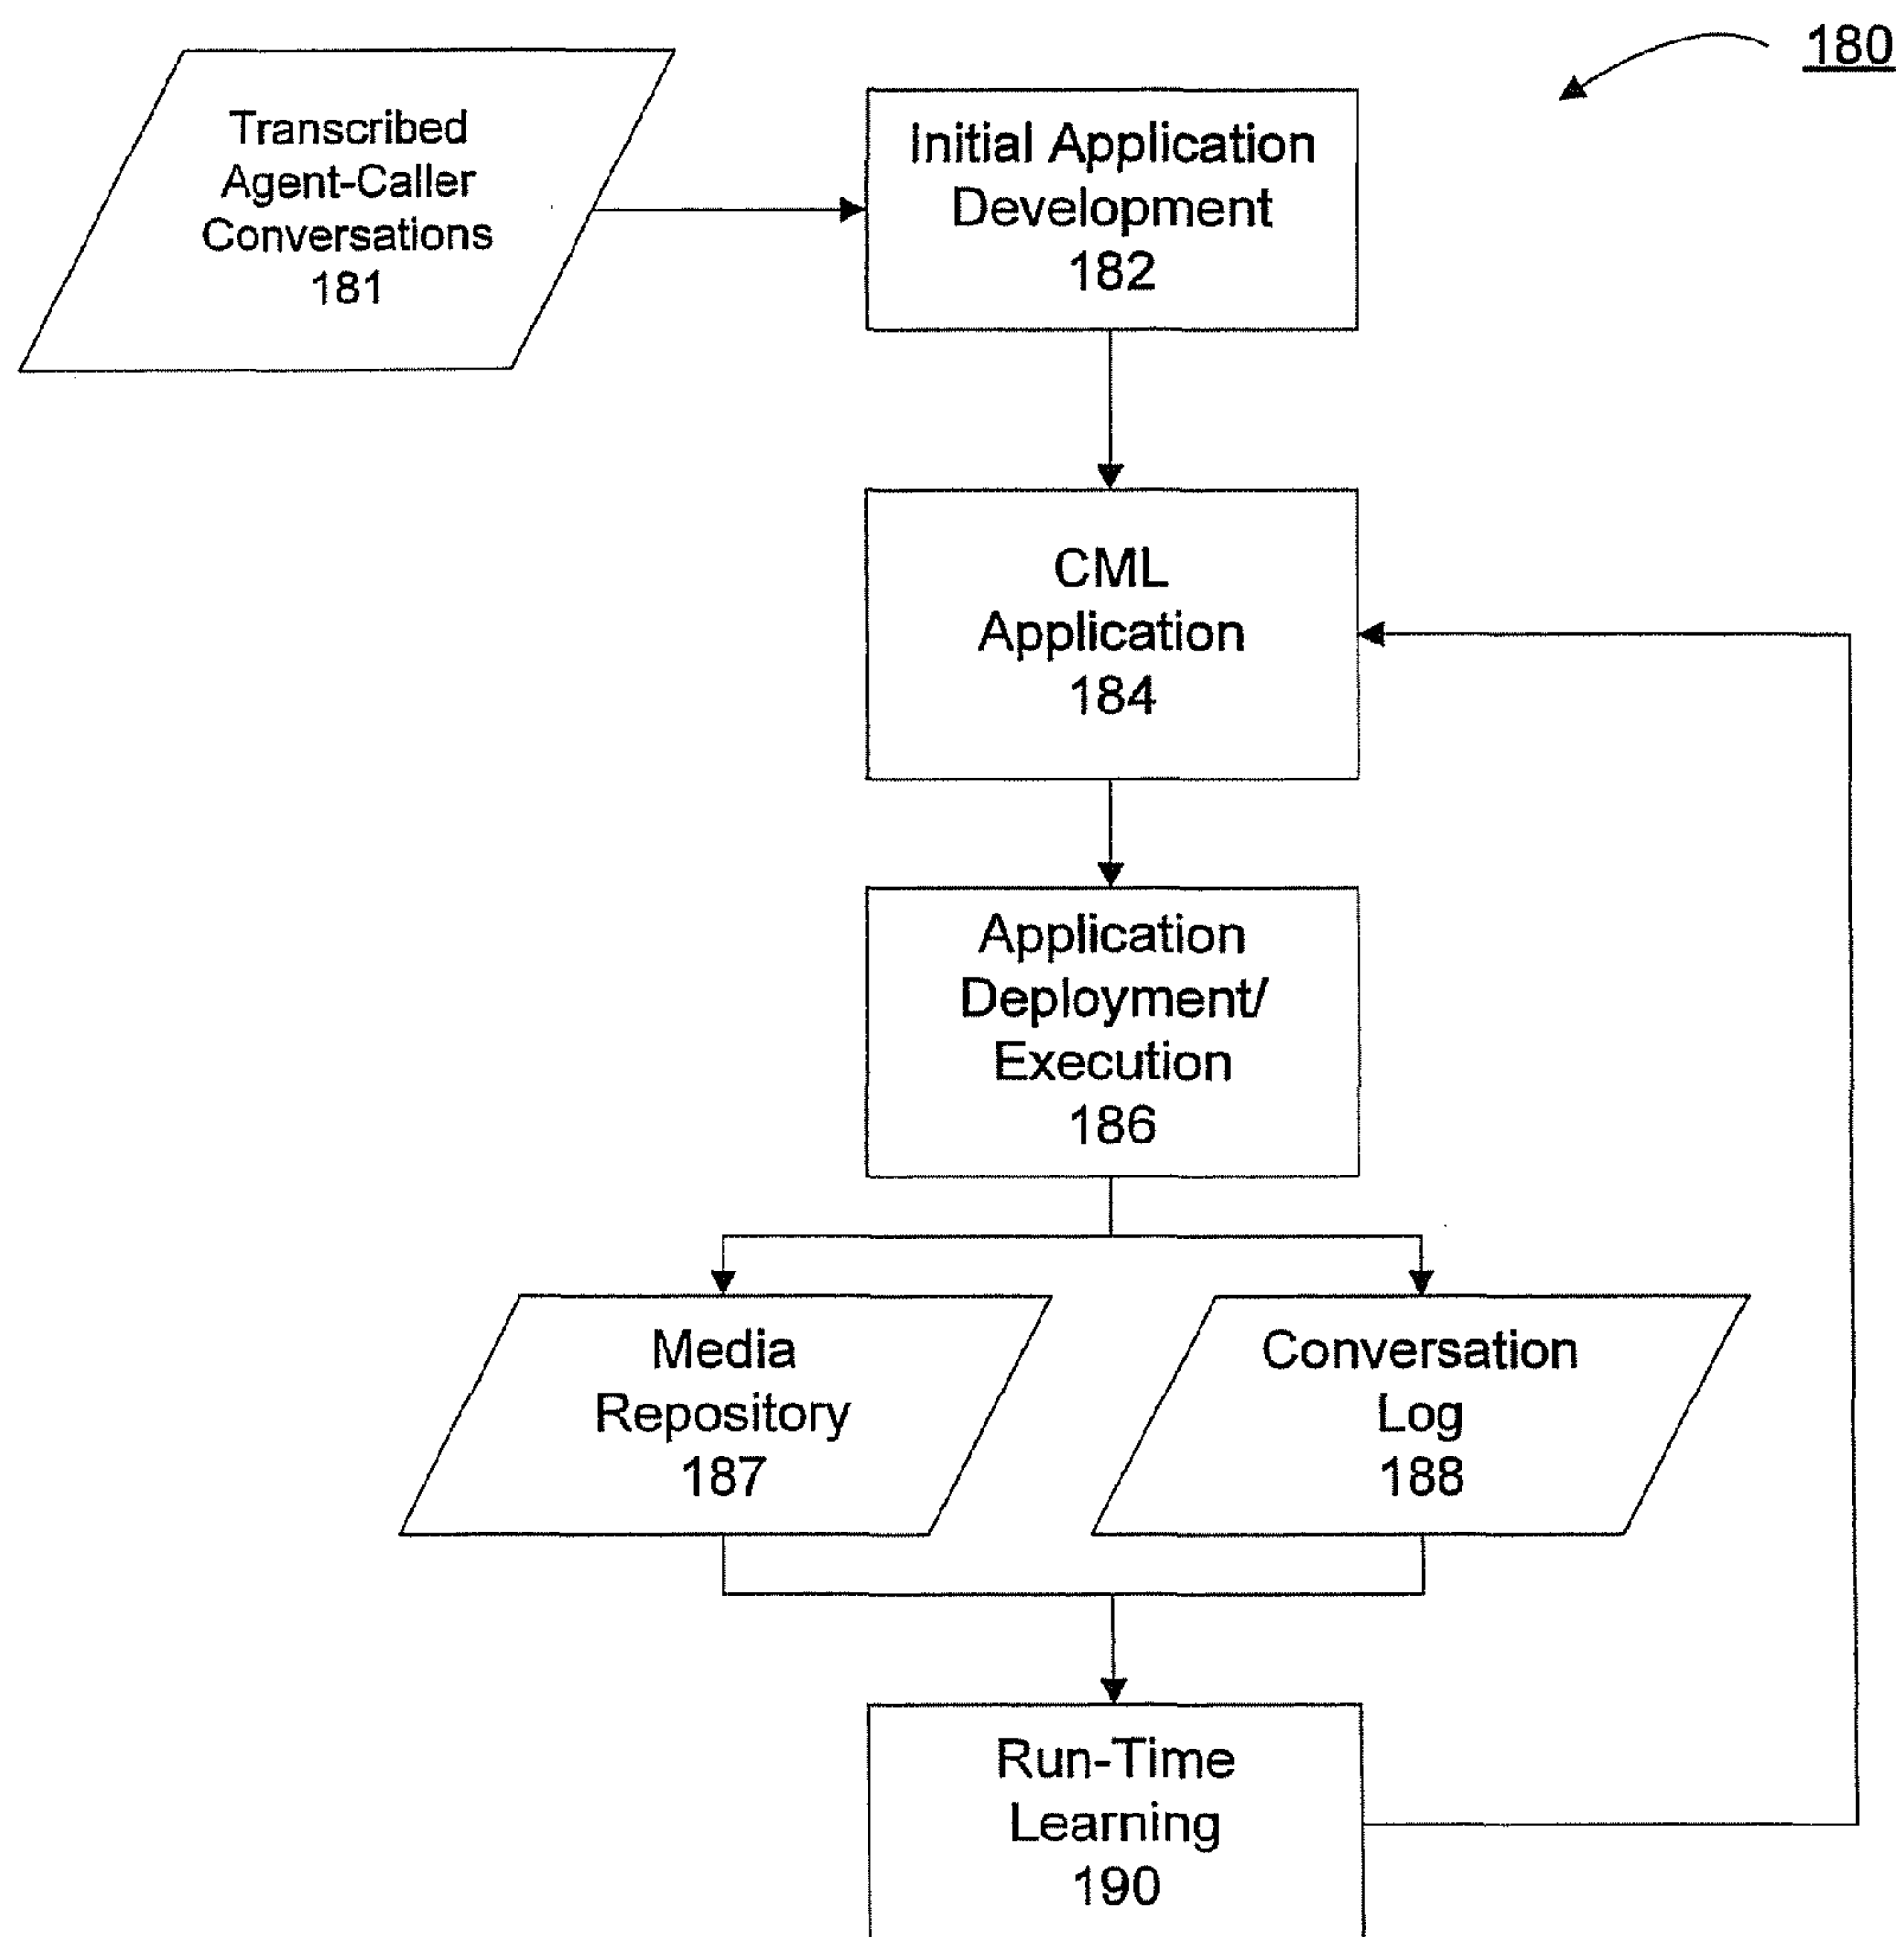 180
Transcribed
Agent-Caller
Conversations
181
Initial Application
Development
182
CML
Application
184
Application
Deployment/
Execution
186
Media
Repository
187
Conversation
Log
188
Run-Time
Learning
190